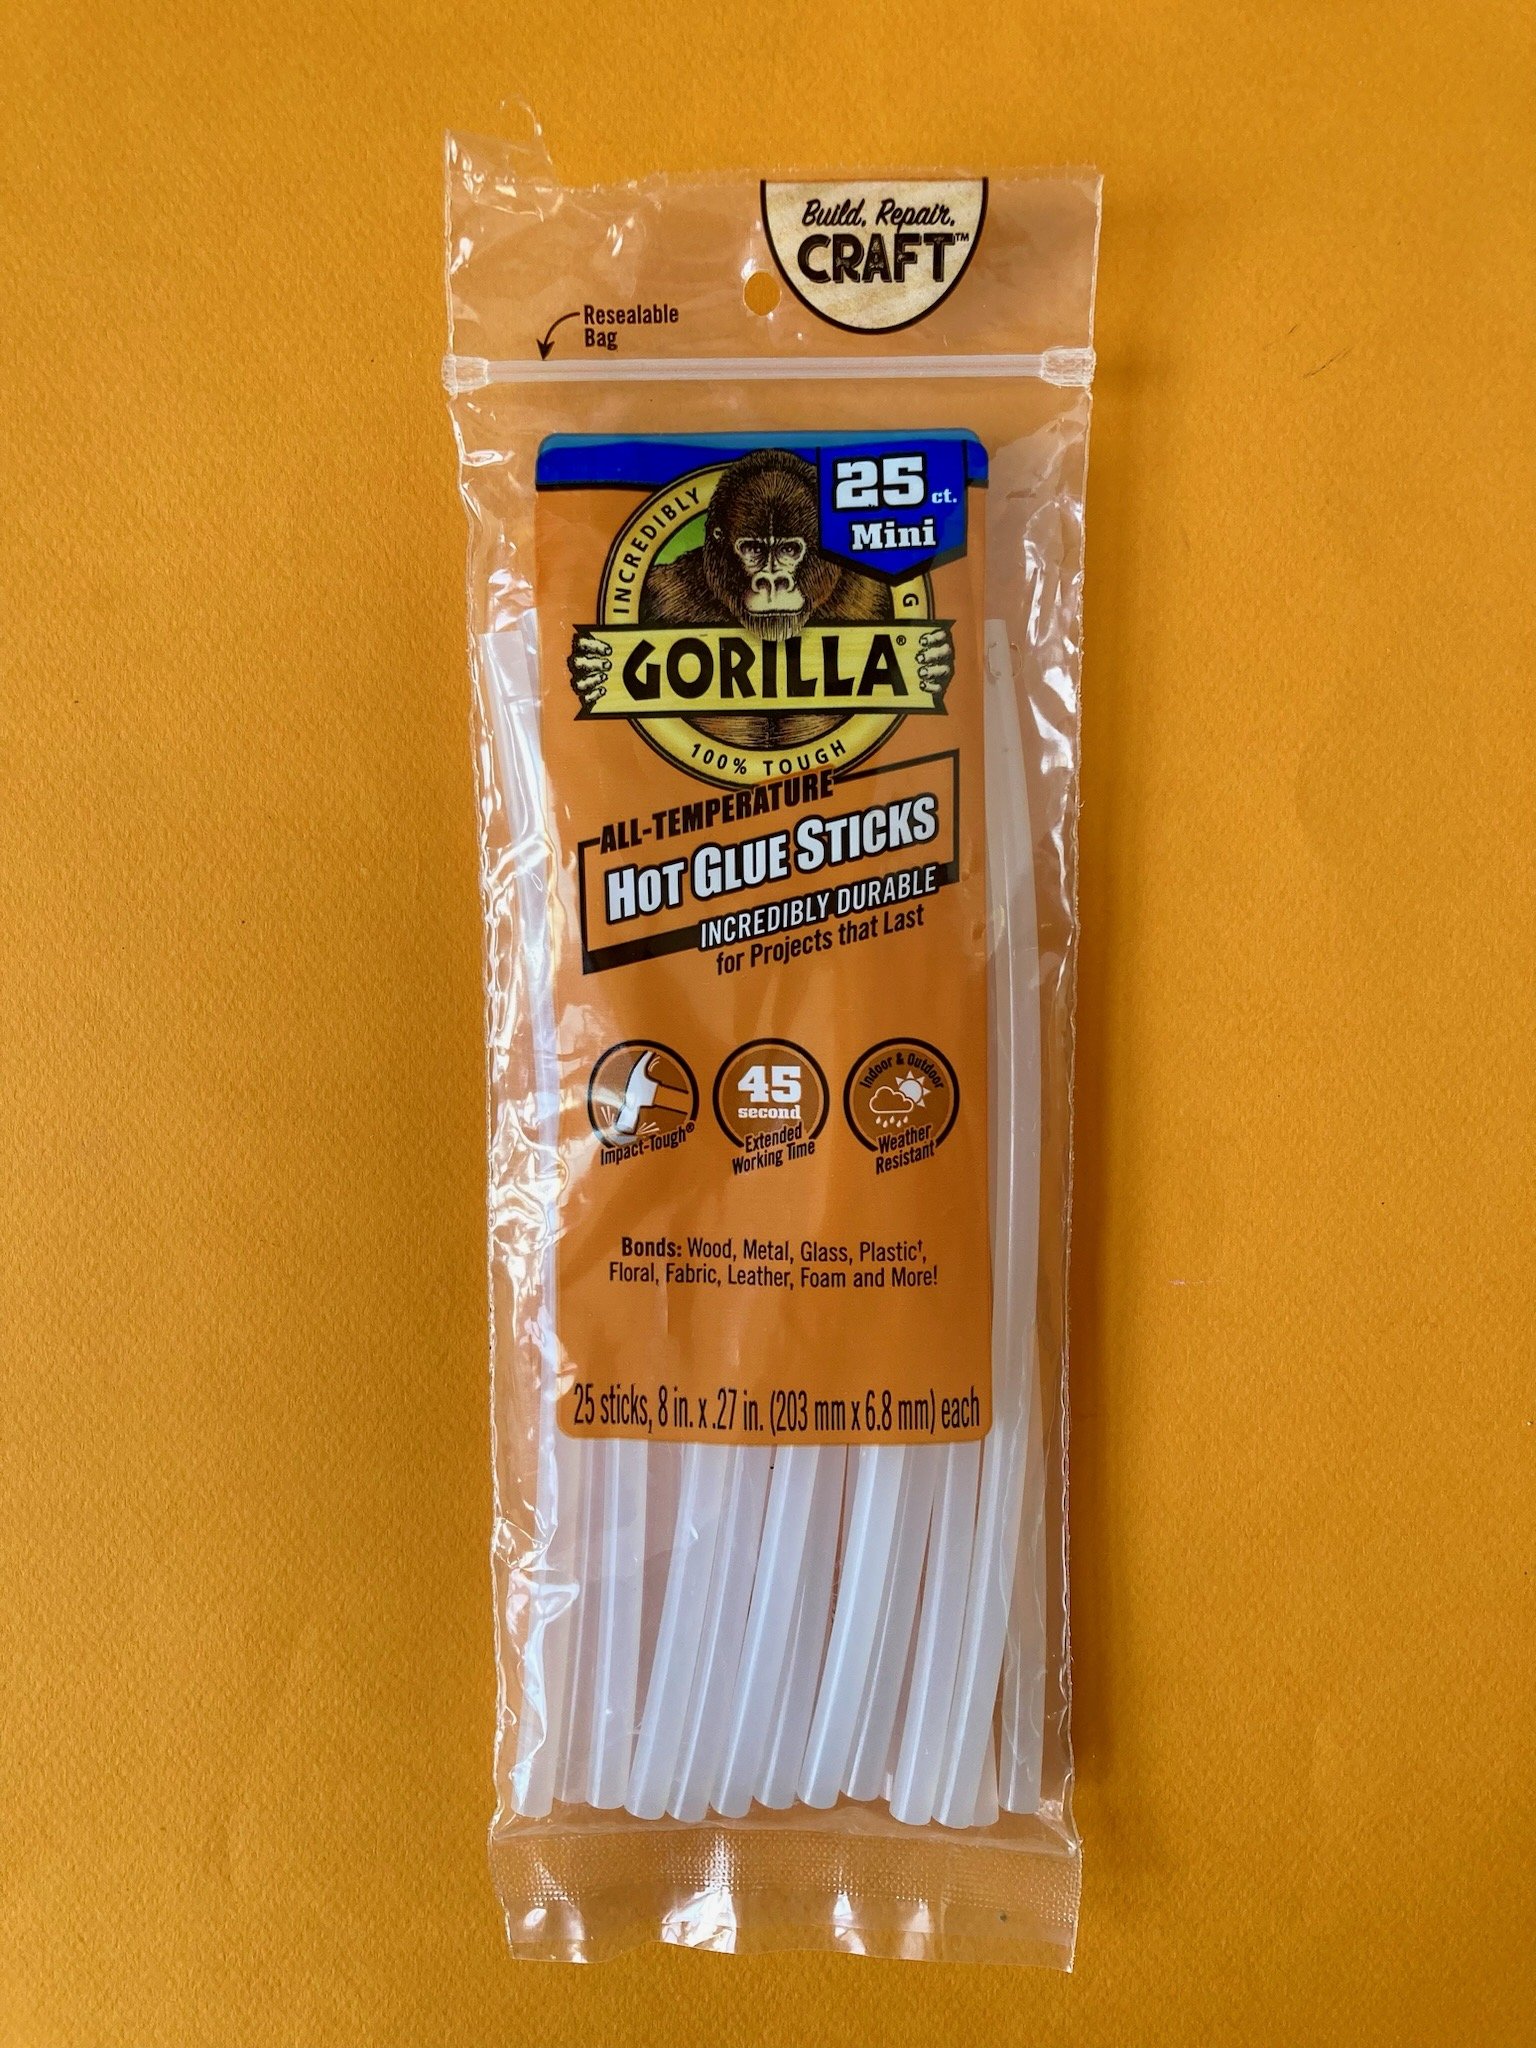 Build. Repair.
CRAFT™
Resealable
Bag
25 ct.
Mini
INCREDIBLY
G
GORILLA®
100% TOUGH
ALL-TEMPERATURE
HOT GLUE STICKS
INCREDIBLY DURABLE
for Projects that Last
Impact-Tough®
45
second
Extended
Working Time
Indoor & Outdoor
Weather
Resistant
Bonds: Wood, Metal, Glass, Plastic†,
Floral, Fabric, Leather, Foam and More!
25 sticks, 8 in. x .27 in. (203 mm x 6.8 mm) each